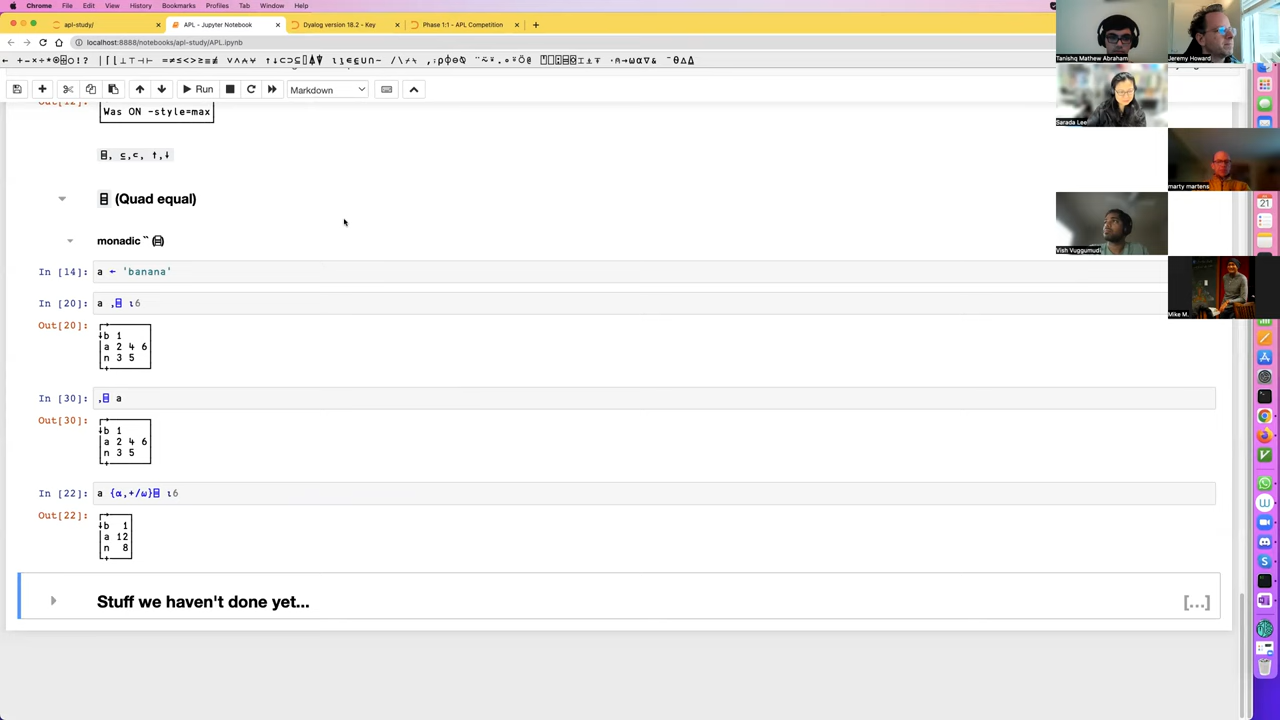 Chrome File Edit View History Bookmarks Profiles Tab Window Help
apl-study/ APL - Jupyter Notebook Dyalog version 18.2 - Key Phase 1:1 - APL Competition
localhost:8888/notebooks/apl-study/APL.ipynb
Run Markdown
Out[12]:
Was ON -style=max
⌸, ⊆,⊂, ↑,↓
⌸ (Quad equal)
monadic `` (⌸)
In [14]: a ← 'banana'
In [20]: a ,⌸ ⍳6
Out[20]:
b 1
a 2 4 6
n 3 5
In [30]: ,⌸ a
Out[30]:
b 1
a 2 4 6
n 3 5
In [22]: a {⍺,+/⍵}⌸ ⍳6
Out[22]:
b 1
a 12
n 8
Stuff we haven't done yet...
[...]
Tanishq Mathew Abraham
Jeremy Howard
Sarada Lee
marty martens
Vish Vuggumudi
Mike M.
21